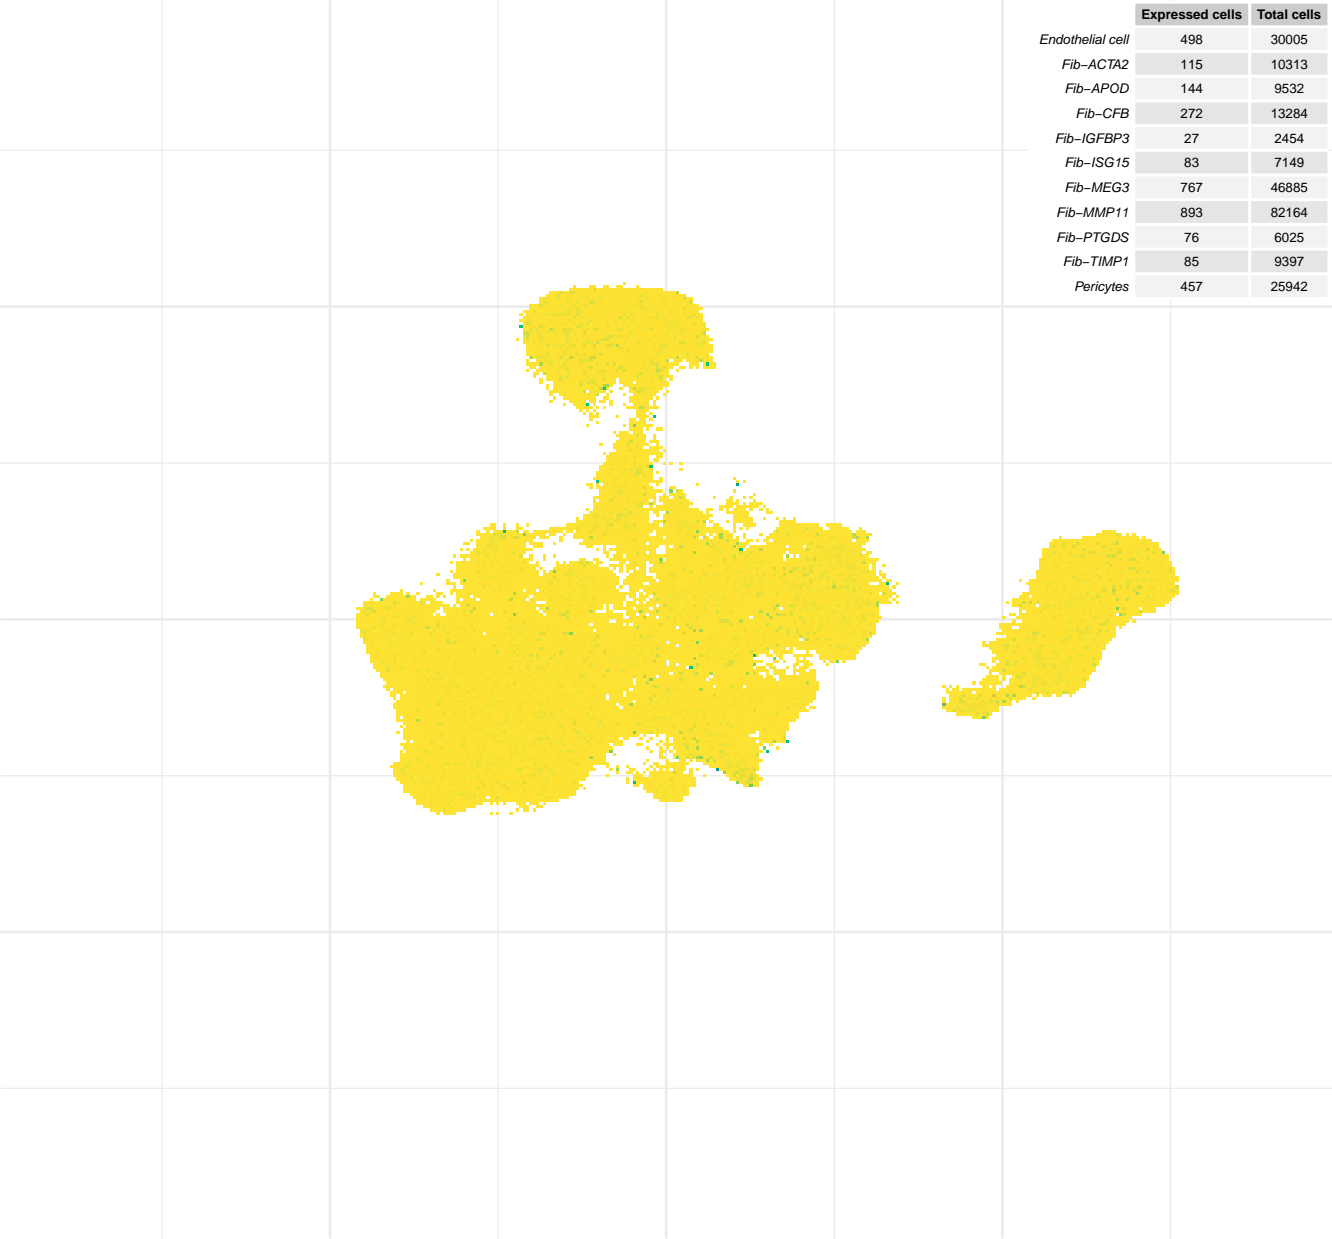 Expressed cells Total cells
Endothelial cell 498 30005
Fib−ACTA2 115 10313
Fib−APOD 144 9532
Fib−CFB 272 13284
Fib−IGFBP3 27 2454
Fib−ISG15 83 7149
Fib−MEG3 767 46885
Fib−MMP11 893 82164
Fib−PTGDS 76 6025
Fib−TIMP1 85 9397
Pericytes 457 25942